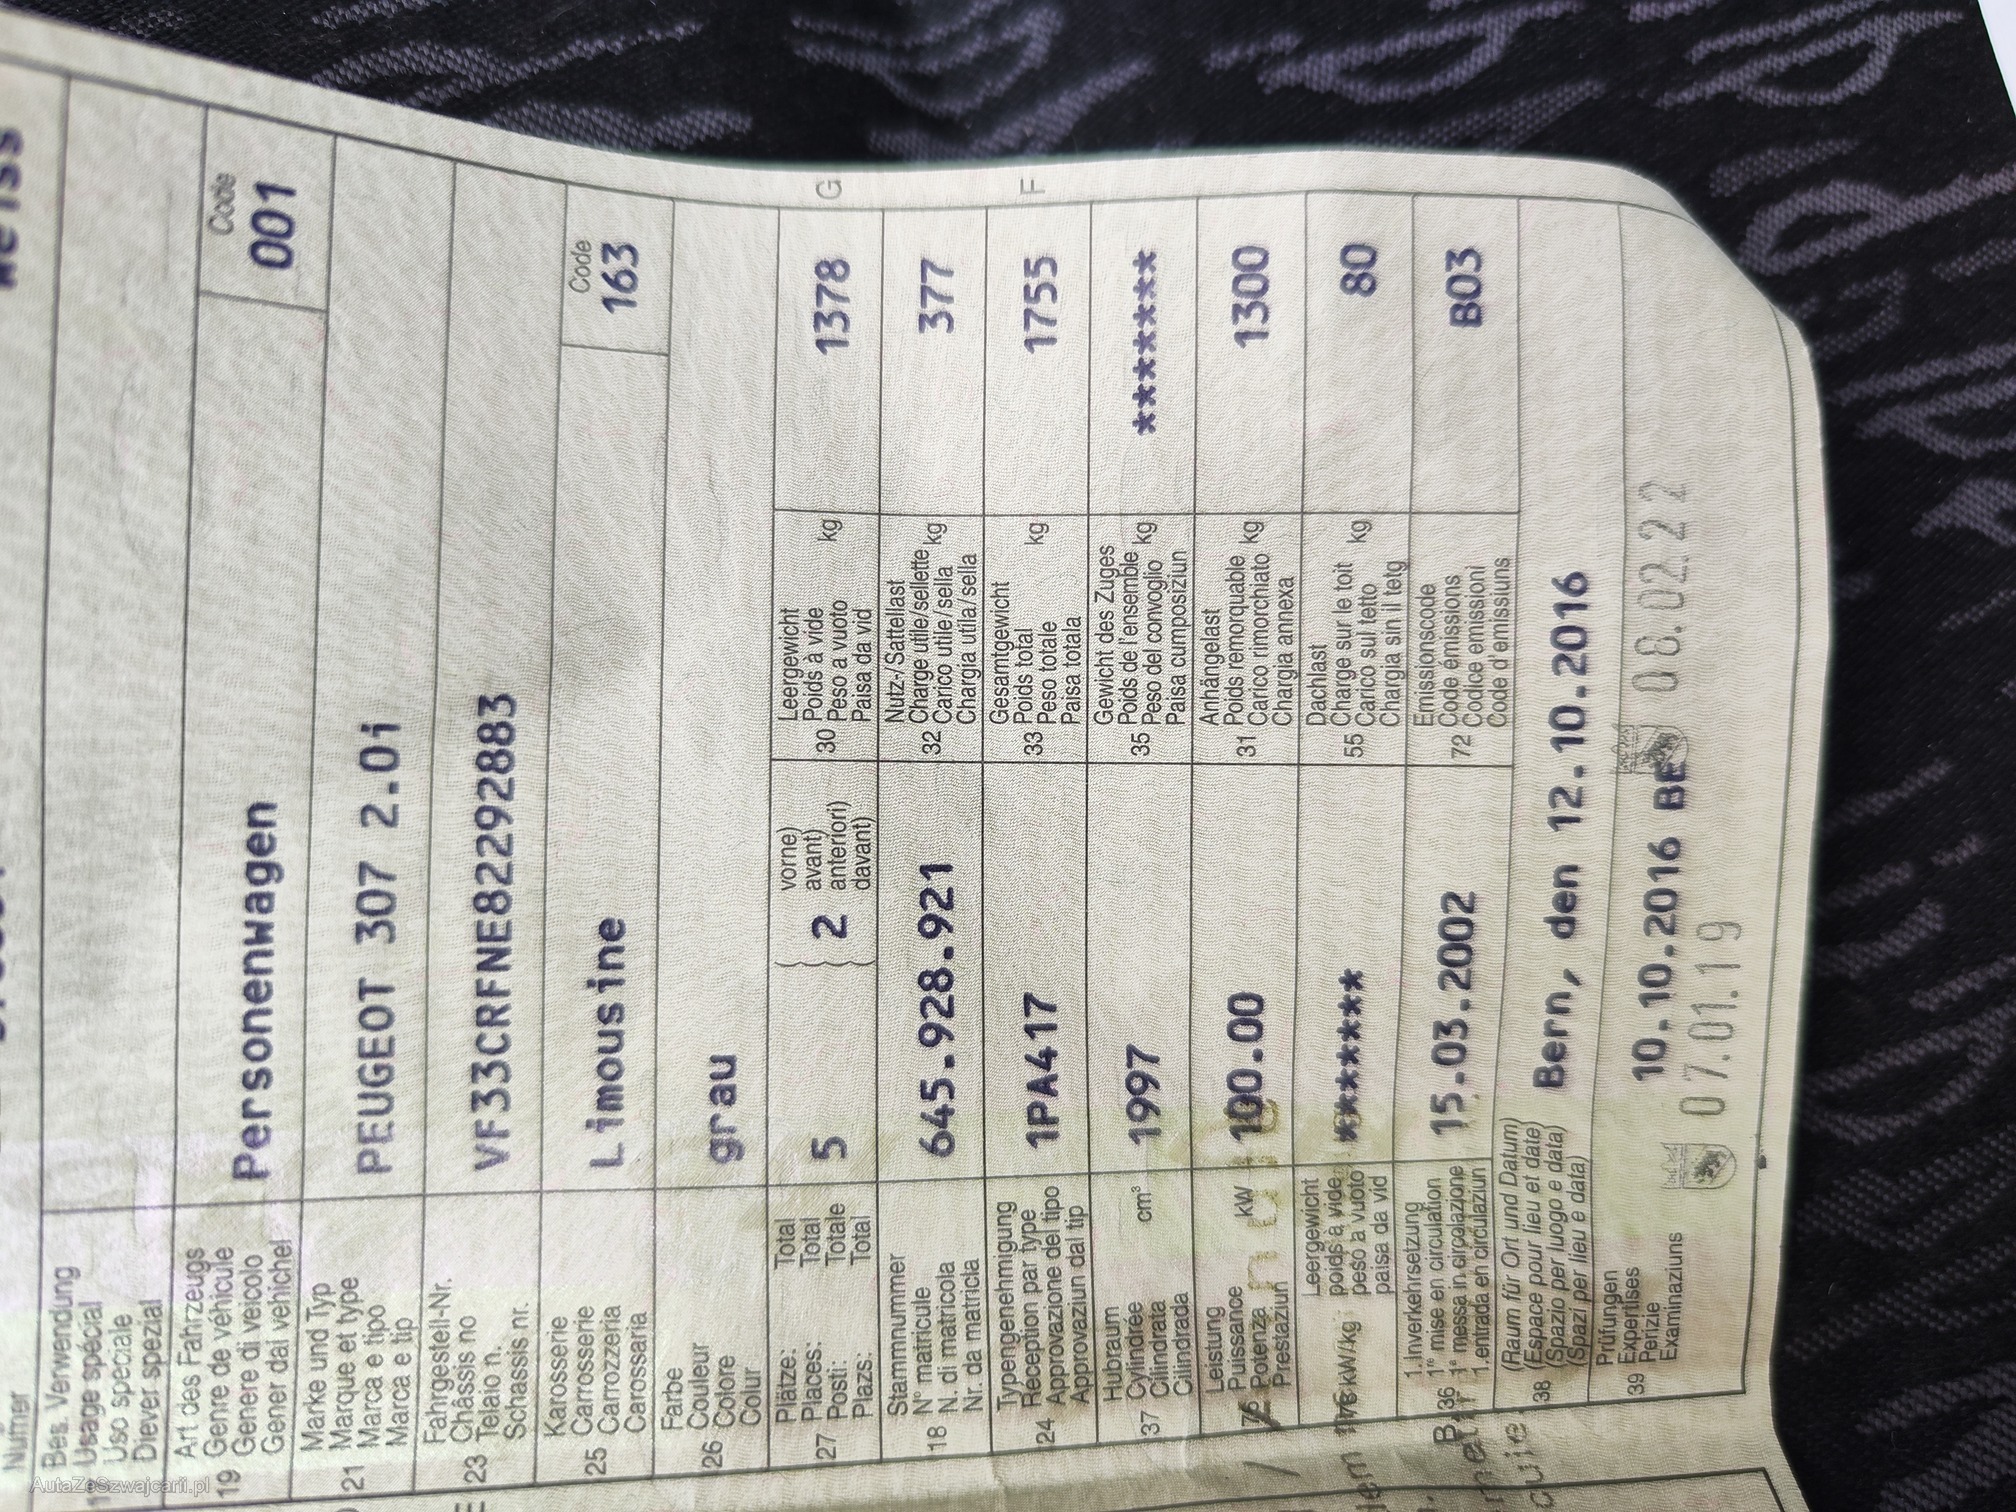 weiss
Nummer
Bes. Verwendung
Usage spécial
Uso speciale
Diever spezial
Art des Fahrzeugs
19 Genre de véhicule
Genere di veicolo
Gener dal vehichel
Personenwagen
Code
001
Marke und Typ
21 Marque et type
Marca e tipo
Marca e tip
PEUGEOT 307 2.0i
Fahrgestell-Nr.
23 Châssis no
Telaio n.
Schassis nr.
VF33CRFNE82292883
Karosserie
25 Carrosserie
Carrozzeria
Carossaria
Limousine
Code
163
Farbe
26 Couleur
Colore
Colur
grau
Plätze: Total
27 Places: Total
Posti: Totale
Plazs: Total
5
2
vorne)
avant)
anteriori)
davant)
Leergewicht
30 Poids à vide
Peso a vuoto kg
Paisa da vid
1378
G
Stammnummer
18 N° matricule
N. di matricola
Nr. da matricla
645.928.921
Nutz-/Sattellast
32 Charge utile/sellette
Carico utile/sella kg
Chargia utila/sella
377
Typengenehmigung
24 Réception par type
Approvazione del tipo
Approvaziun dal tip
1PA417
Gesamtgewicht
33 Poids total kg
Peso totale
Paisa totala
1755
F
Hubraum
37 Cylindrée cm³
Cilindrata
Cilindrada
1997
Gewicht des Zuges
35 Poids de l'ensemble
Peso del convoglio kg
Paisa cumposiziun
*******
Leistung
76 Puissance kW
Potenza
Prestaziun
100.00
Anhängelast
31 Poids remorquable
Carico rimorchiato kg
Chargia annexa
1300
Leergewicht
poids à vide
kW/kg peso a vuoto
paisa da vid
*******
Dachlast
55 Charge sur le toit kg
Carico sul tetto
Chargia sin il tetg
80
1.Inverkehrsetzung
B 36 1re mise en circulation
1a messa in circolazione
1.entrada en circulaziun
15.03.2002
Emissionscode
72 Code émissions
Codice emissioni
Code d'emissiuns
B03
(Raum für Ort und Datum)
38 (Espace pour lieu et date)
(Spazio per luogo e data)
(Spazi per lieu e data)
Bern, den 12.10.2016
Prüfungen
39 Expertises
Perizie
Examinaziuns
10.10.2016 BE
08.02.22
07.01.19
AutaZeSzwajcarii.pl